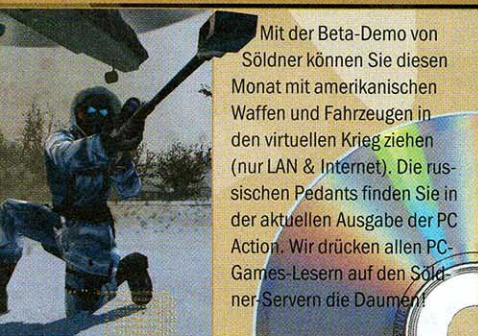 Mit der Beta-Demo von
Söldner können Sie diesen
Monat mit amerikanischen
Waffen und Fahrzeugen in
den virtuellen Krieg ziehen
(nur LAN & Internet). Die rus-
sischen Pedants finden Sie in
der aktuellen Ausgabe der PC
Action. Wir drücken allen PC-
Games-Lesern auf den Söld-
ner-Servern die Daumen!